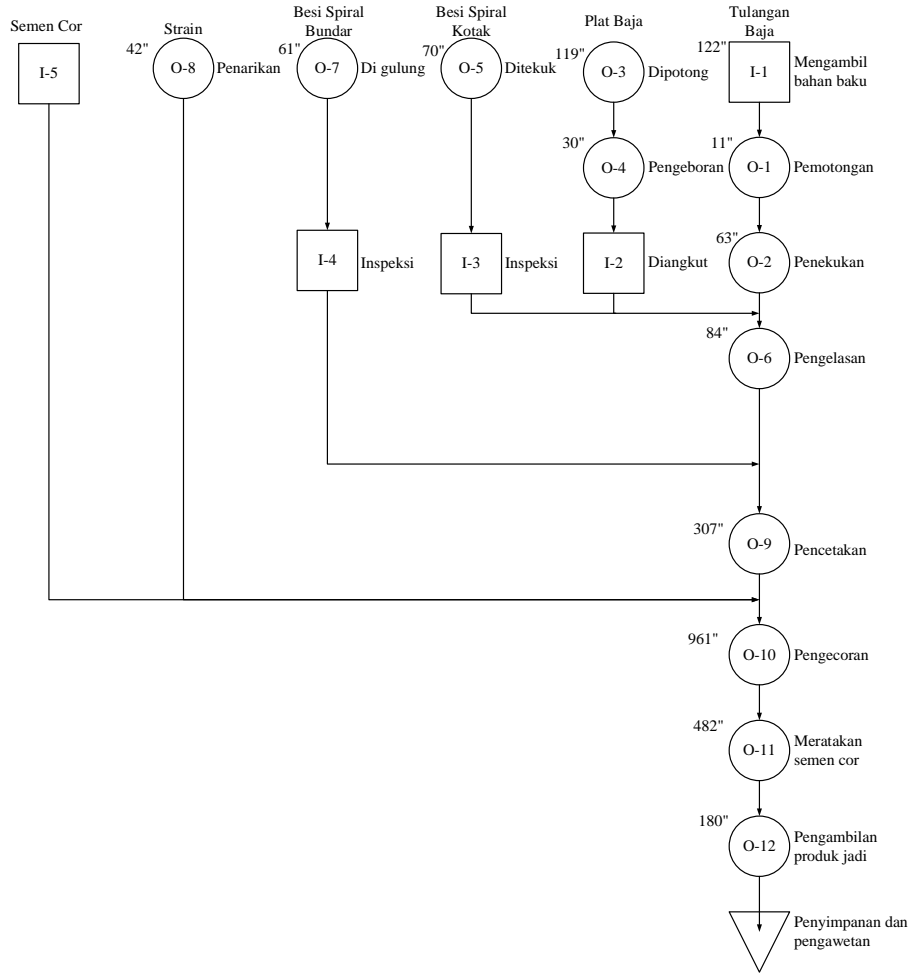 Semen Cor
Strain
Besi Spiral
Bundar
Besi Spiral
Kotak
Plat Baja
Tulangan
Baja
I-5
42"
O-8
Penarikan
61"
O-7
Di gulung
70"
O-5
Ditekuk
119"
O-3
Dipotong
122"
I-1
Mengambil
bahan baku
30"
O-4
Pengeboran
11"
O-1
Pemotongan
I-4
Inspeksi
I-3
Inspeksi
I-2
Diangkut
63"
O-2
Penekukan
84"
O-6
Pengelasan
307"
O-9
Pencetakan
961"
O-10
Pengecoran
482"
O-11
Meratakan
semen cor
180"
O-12
Pengambilan
produk jadi
Penyimpanan dan
pengawetan